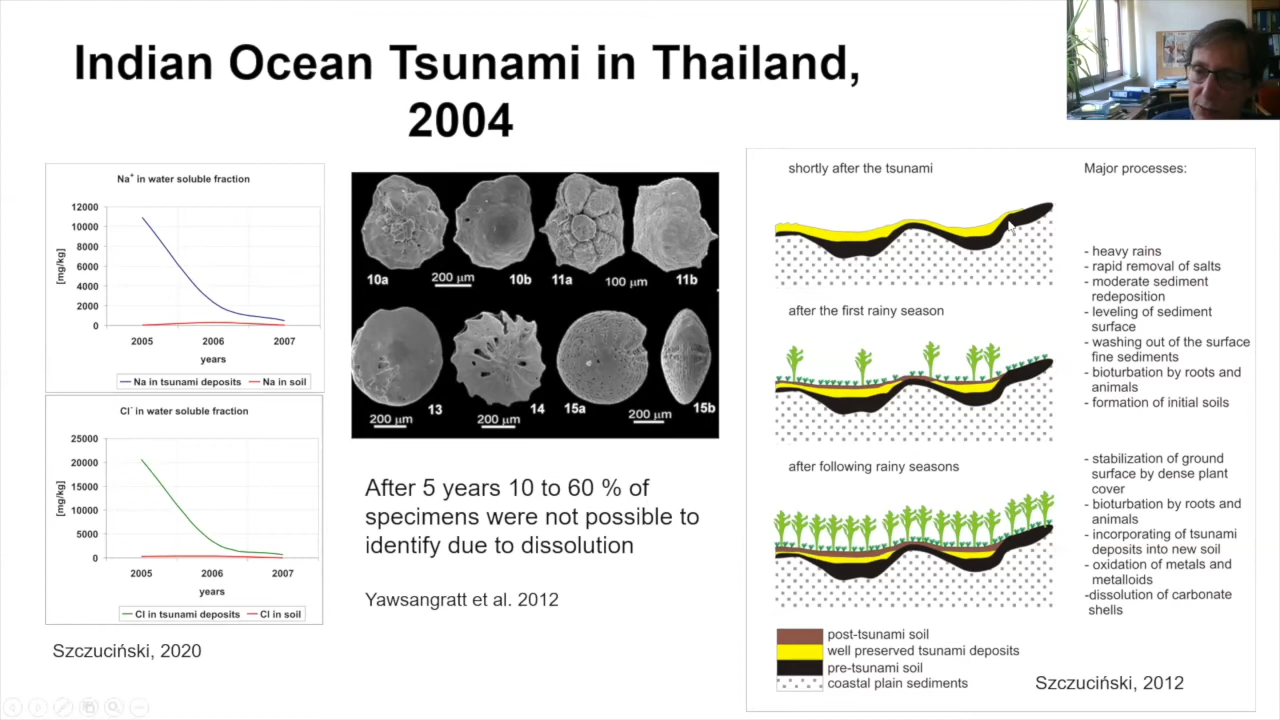 Indian Ocean Tsunami in Thailand,
2004
Na⁺ in water soluble fraction
12000
10000
8000
6000
4000
2000
0
[mg/kg]
2005 2006 2007
years
Na in tsunami deposits Na in soil
Cl⁻ in water soluble fraction
25000
20000
15000
10000
5000
0
[mg/kg]
2005 2006 2007
years
Cl in tsunami deposits Cl in soil
Szczuciński, 2020
10a 200 µm 10b 11a 100 µm 11b
200 µm 13 200 µm 14 15a 200 µm 15b
After 5 years 10 to 60 % of
specimens were not possible to
identify due to dissolution
Yawsangratt et al. 2012
shortly after the tsunami
after the first rainy season
after following rainy seasons
post-tsunami soil
well preserved tsunami deposits
pre-tsunami soil
coastal plain sediments
Major processes:
- heavy rains
- rapid removal of salts
- moderate sediment
redeposition
- leveling of sediment
surface
- washing out of the surface
fine sediments
- bioturbation by roots and
animals
- formation of initial soils
- stabilization of ground
surface by dense plant
cover
- bioturbation by roots and
animals
- incorporating of tsunami
deposits into new soil
- oxidation of metals and
metalloids
-dissolution of carbonate
shells
Szczuciński, 2012